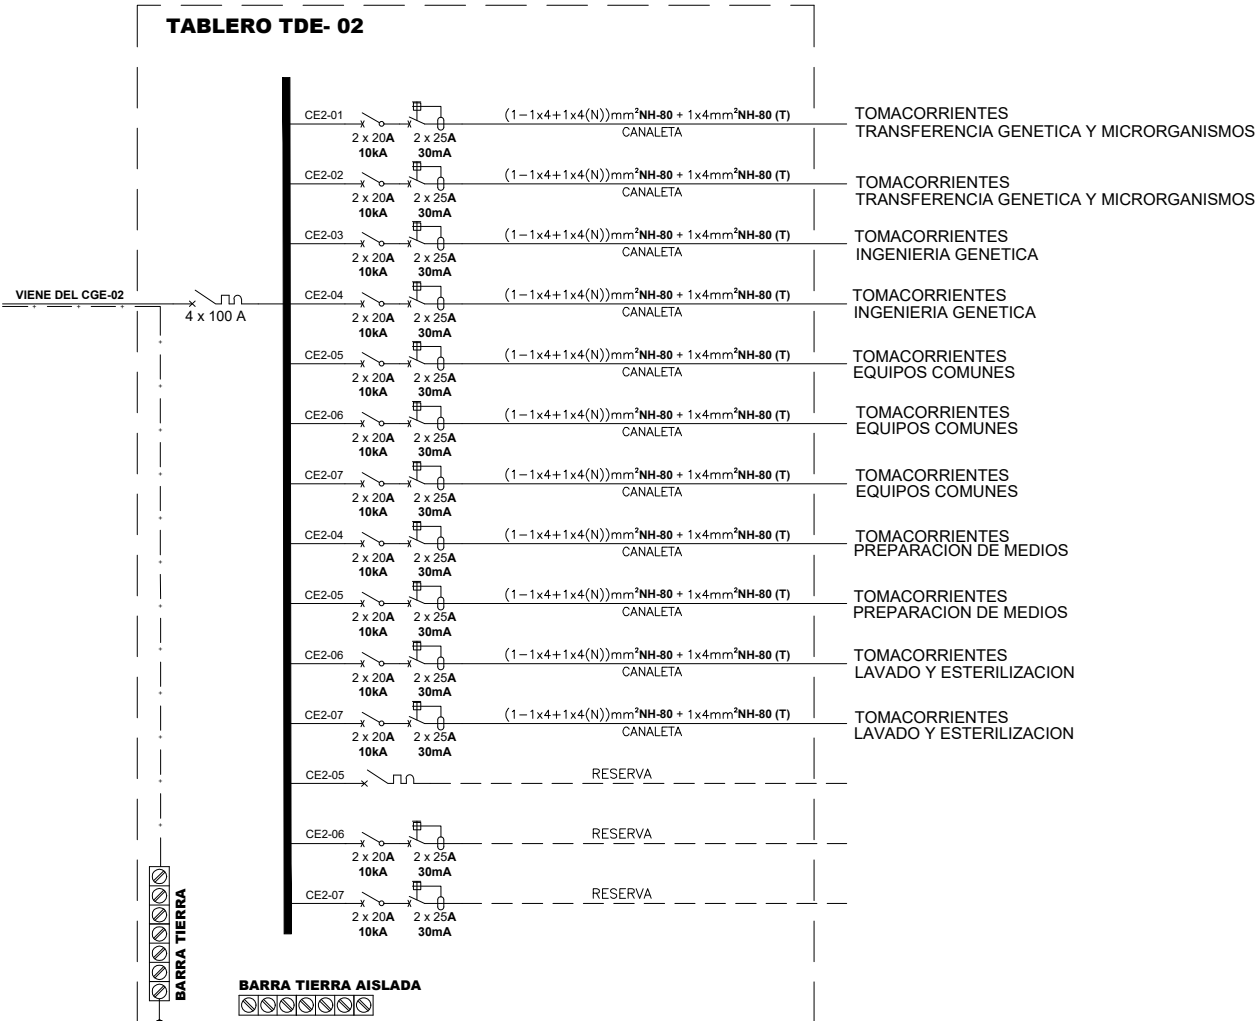 TABLERO TDE- 02
CE2-01
2 x 20A
10kA
2 x 25A
30mA
(1-1x4+1x4(N))mm²NH-80 + 1x4mm²NH-80 (T)
CANALETA
TOMACORRIENTES
TRANSFERENCIA GENETICA Y MICRORGANISMOS
CE2-02
2 x 20A
10kA
2 x 25A
30mA
(1-1x4+1x4(N))mm²NH-80 + 1x4mm²NH-80 (T)
CANALETA
TOMACORRIENTES
TRANSFERENCIA GENETICA Y MICRORGANISMOS
CE2-03
2 x 20A
10kA
2 x 25A
30mA
(1-1x4+1x4(N))mm²NH-80 + 1x4mm²NH-80 (T)
CANALETA
TOMACORRIENTES
INGENIERIA GENETICA
VIENE DEL CGE-02
4 x 100 A
CE2-04
2 x 20A
10kA
2 x 25A
30mA
(1-1x4+1x4(N))mm²NH-80 + 1x4mm²NH-80 (T)
CANALETA
TOMACORRIENTES
INGENIERIA GENETICA
CE2-05
2 x 20A
10kA
2 x 25A
30mA
(1-1x4+1x4(N))mm²NH-80 + 1x4mm²NH-80 (T)
CANALETA
TOMACORRIENTES
EQUIPOS COMUNES
CE2-06
2 x 20A
10kA
2 x 25A
30mA
(1-1x4+1x4(N))mm²NH-80 + 1x4mm²NH-80 (T)
CANALETA
TOMACORRIENTES
EQUIPOS COMUNES
CE2-07
2 x 20A
10kA
2 x 25A
30mA
(1-1x4+1x4(N))mm²NH-80 + 1x4mm²NH-80 (T)
CANALETA
TOMACORRIENTES
EQUIPOS COMUNES
CE2-04
2 x 20A
10kA
2 x 25A
30mA
(1-1x4+1x4(N))mm²NH-80 + 1x4mm²NH-80 (T)
CANALETA
TOMACORRIENTES
PREPARACION DE MEDIOS
CE2-05
2 x 20A
10kA
2 x 25A
30mA
(1-1x4+1x4(N))mm²NH-80 + 1x4mm²NH-80 (T)
CANALETA
TOMACORRIENTES
PREPARACION DE MEDIOS
CE2-06
2 x 20A
10kA
2 x 25A
30mA
(1-1x4+1x4(N))mm²NH-80 + 1x4mm²NH-80 (T)
CANALETA
TOMACORRIENTES
LAVADO Y ESTERILIZACION
CE2-07
2 x 20A
10kA
2 x 25A
30mA
(1-1x4+1x4(N))mm²NH-80 + 1x4mm²NH-80 (T)
CANALETA
TOMACORRIENTES
LAVADO Y ESTERILIZACION
CE2-05
RESERVA
CE2-06
2 x 20A
10kA
2 x 25A
30mA
RESERVA
CE2-07
2 x 20A
10kA
2 x 25A
30mA
RESERVA
BARRA TIERRA
BARRA TIERRA AISLADA